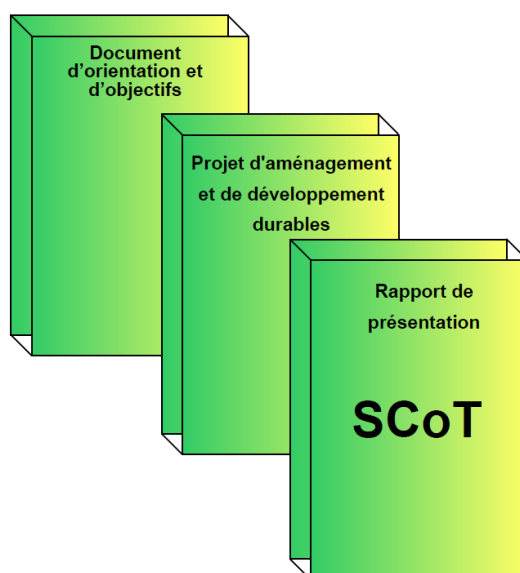 Document
d'orientation et
d'objectifs
Projet d'aménagement
et de développement
durables
Rapport de
présentation
SCoT